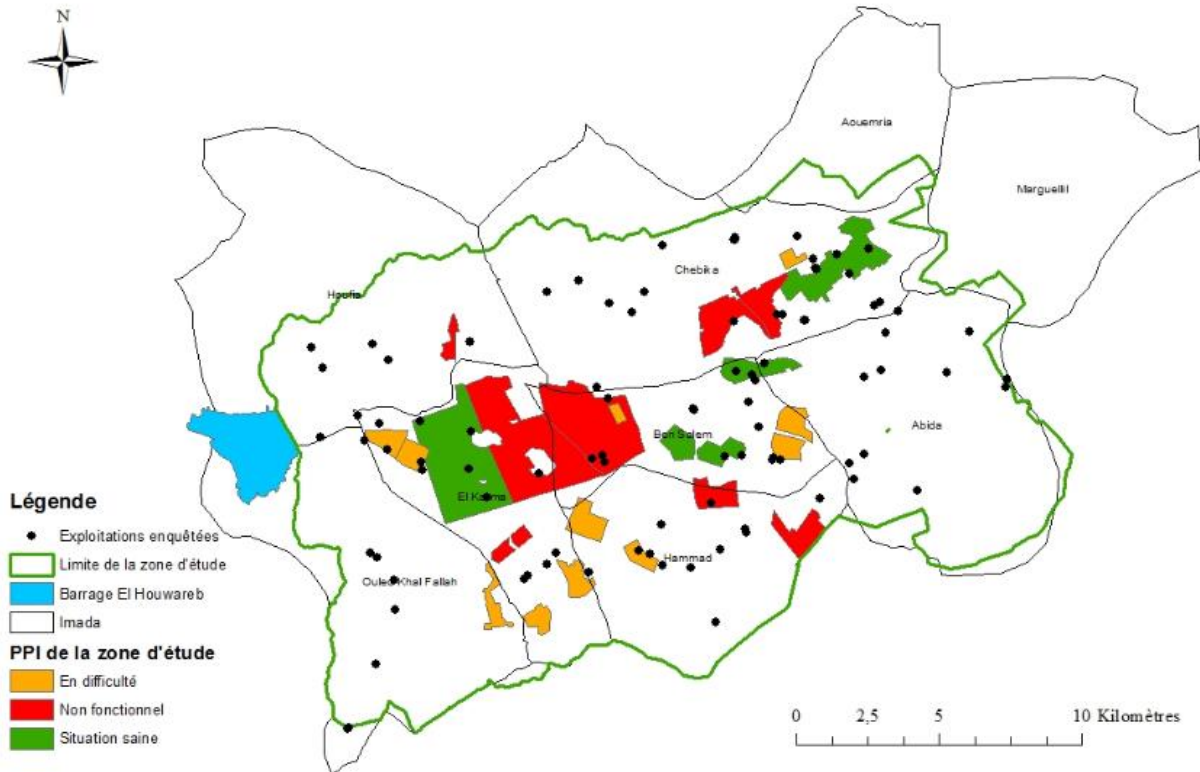 N
Aouemria
Marguellil
Chebika
Houfia
Abida
Ben Salem
El Karma
Hammad
Ouled Khal Fallah
Légende
Exploitations enquêtées
Limite de la zone d'étude
Barrage El Houwareb
Imada
PPI de la zone d'étude
En difficulté
Non fonctionnel
Situation saine
0 2,5 5 10 Kilomètres